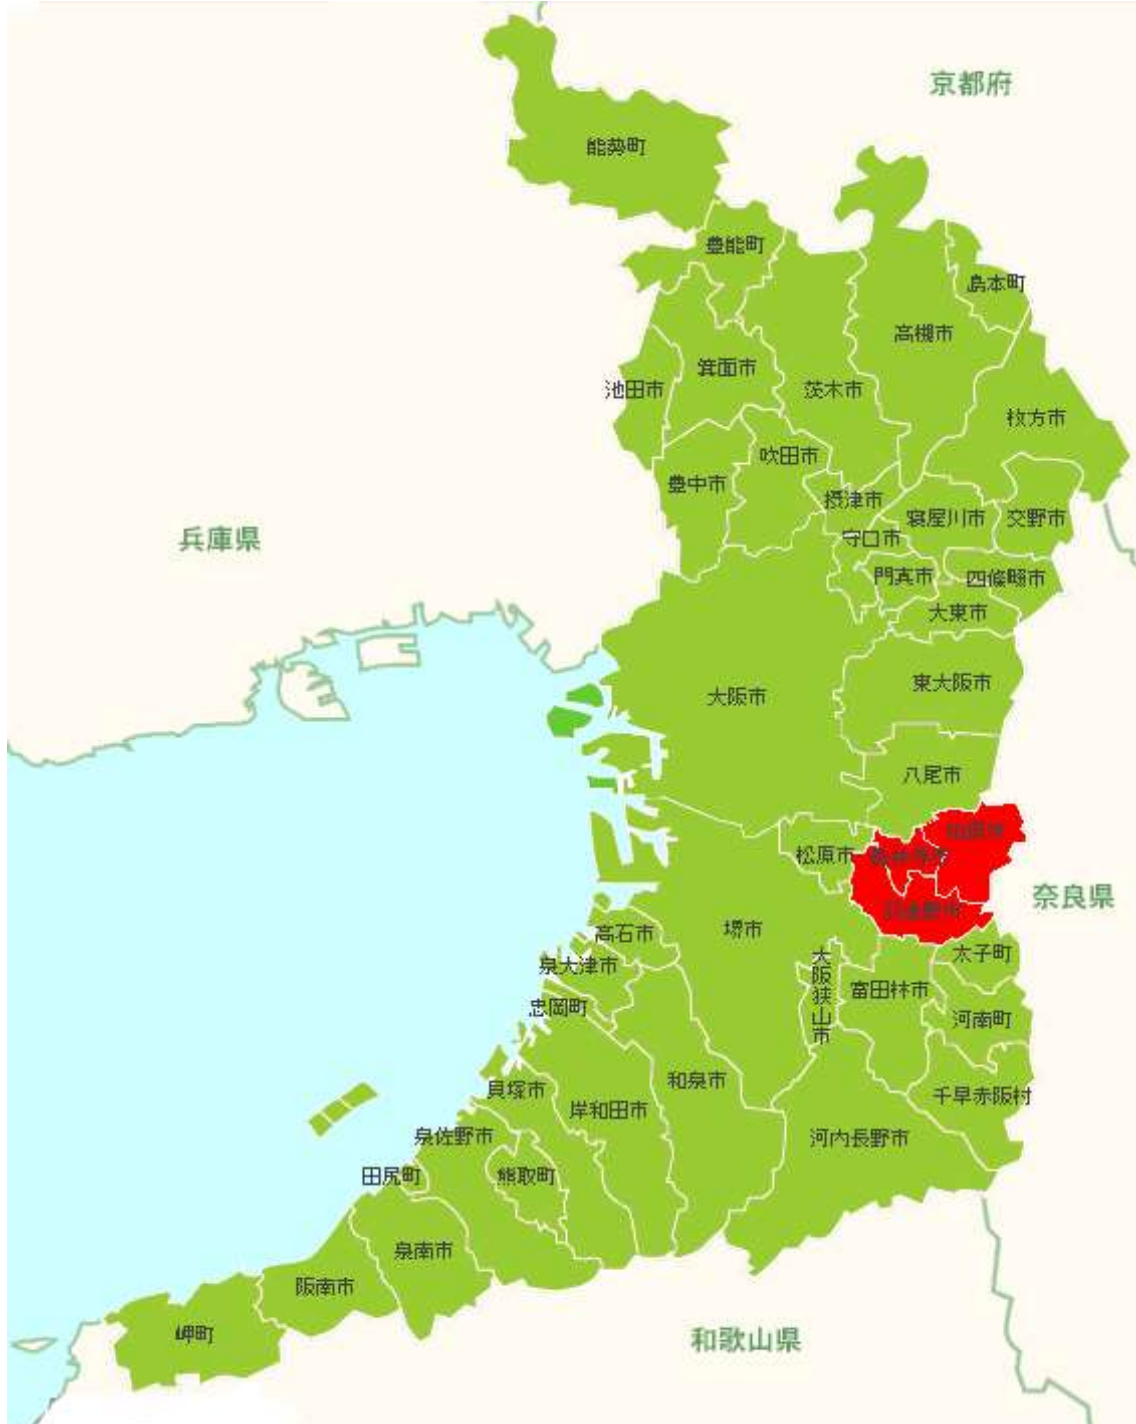 京都府
能勢町
豊能町
島本町
高槻市
箕面市
池田市
茨木市
枚方市
吹田市
豊中市
摂津市
寝屋川市
交野市
兵庫県
守口市
門真市
四條畷市
大東市
東大阪市
大阪市
八尾市
松原市
奈良県
羽曳野市
堺市
高石市
太子町
泉大津市
大阪狭山市
富田林市
忠岡町
河南町
和泉市
貝塚市
千早赤阪村
岸和田市
泉佐野市
河内長野市
田尻町
熊取町
泉南市
阪南市
岬町
和歌山県